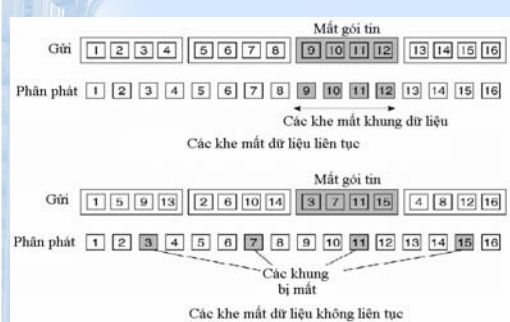 Mất gói tin
Gửi 1 2 3 4 5 6 7 8 9 10 11 12 13 14 15 16
Phân phát 1 2 3 4 5 6 7 8 9 10 11 12 13 14 15 16
Các khe mất khung dữ liệu
Các khe mất dữ liệu liên tục
Mất gói tin
Gửi 1 5 9 13 2 6 10 14 3 7 11 15 4 8 12 16
Phân phát 1 2 3 4 5 6 7 8 9 10 11 12 13 14 15 16
Các khung
bị mất
Các khe mất dữ liệu không liên tục